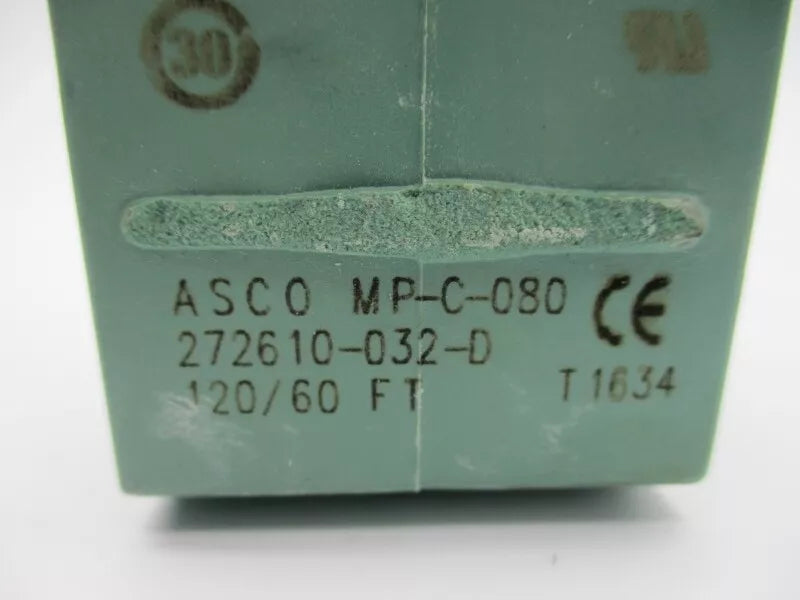 30
ASCO MP-C-080 CE
272610-032-D
120/60 FT T1634